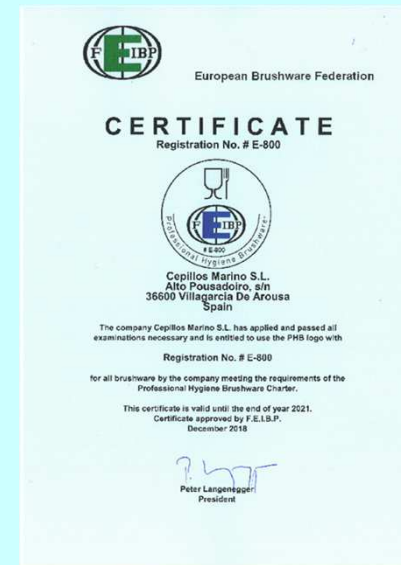 FEIBP
European Brushware Federation
CERTIFICATE
Registration No. # E-800
FEIBP
# E-800
Professional Hygiene Brushware
Cepillos Marino S.L.
Alto Pousadoiro, s/n
36600 Villagarcia De Arousa
Spain
The company Cepillos Marino S.L. has applied and passed all
examinations necessary and is entitled to use the PHB logo with
Registration No. # E-800
for all brushware by the company meeting the requirements of the
Professional Hygiene Brushware Charter.
This certificate is valid until the end of year 2021.
Certificate approved by F.E.I.B.P.
December 2018
Peter Langenegger
President